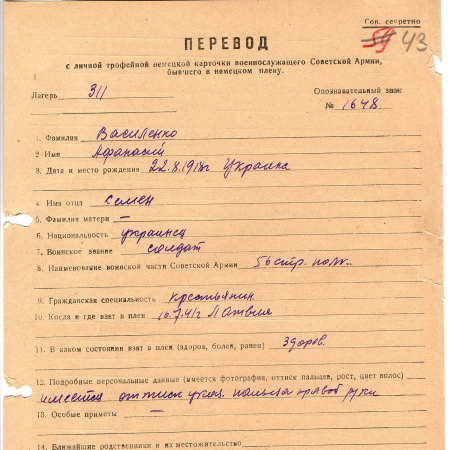 Сов. секретно
54 43
ПЕРЕВОД
с личной трофейной немецкой карточки военнослужащего Советской Армии,
бывшего в немецком плену.
Лагерь 311
Опознавательный знак
№ 1648
1. Фамилия Василенко
2 Имя Афанасий
3. Дата и место рождения 22.X.1918г Украина
4 Имя отца Семен
5. Фамилия матери —
6. Национальность украинец
7. Воинское звание солдат
8. Наименование воинской части Советской Армии 56 стр. полк.
9. Гражданская специальность крестьянин
10. Когда и где взят в плен 10.7.41г Латвия
11. В каком состоянии взят в плен (здоров, болен, ранен) здоров.
12. Подробные персональные данные (имеется фотография, оттиск пальцев, рост, цвет волос)
имеется оттиск указ. пальца правой руки
13. Особые приметы —
14. Ближайшие родственники и их местожительство